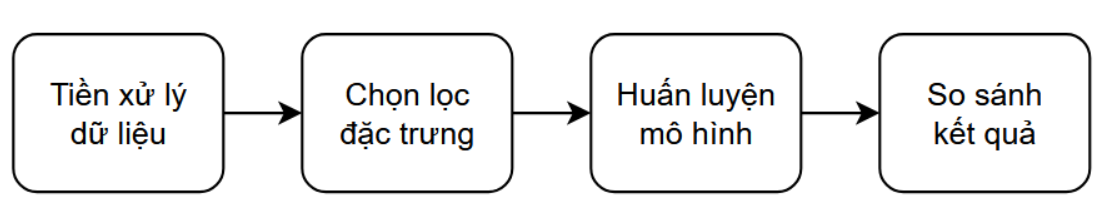 Tiền xử lý
dữ liệu
Chọn lọc
đặc trưng
Huấn luyện
mô hình
So sánh
kết quả